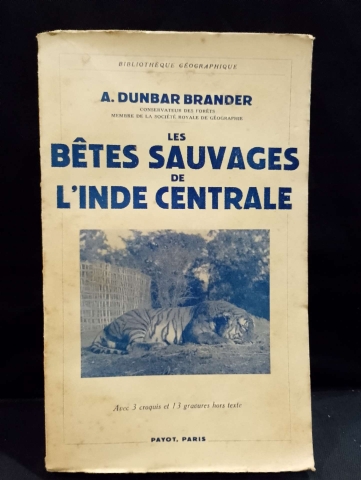 BIBLIOTHÈQUE GÉOGRAPHIQUE
A. DUNBAR BRANDER
CONSERVATEUR DES FORÊTS
MEMBRE DE LA SOCIÉTÉ ROYALE DE GÉOGRAPHIE
LES
BÊTES SAUVAGES
DE
L'INDE CENTRALE
Avec 3 croquis et 13 gravures hors texte
PAYOT, PARIS